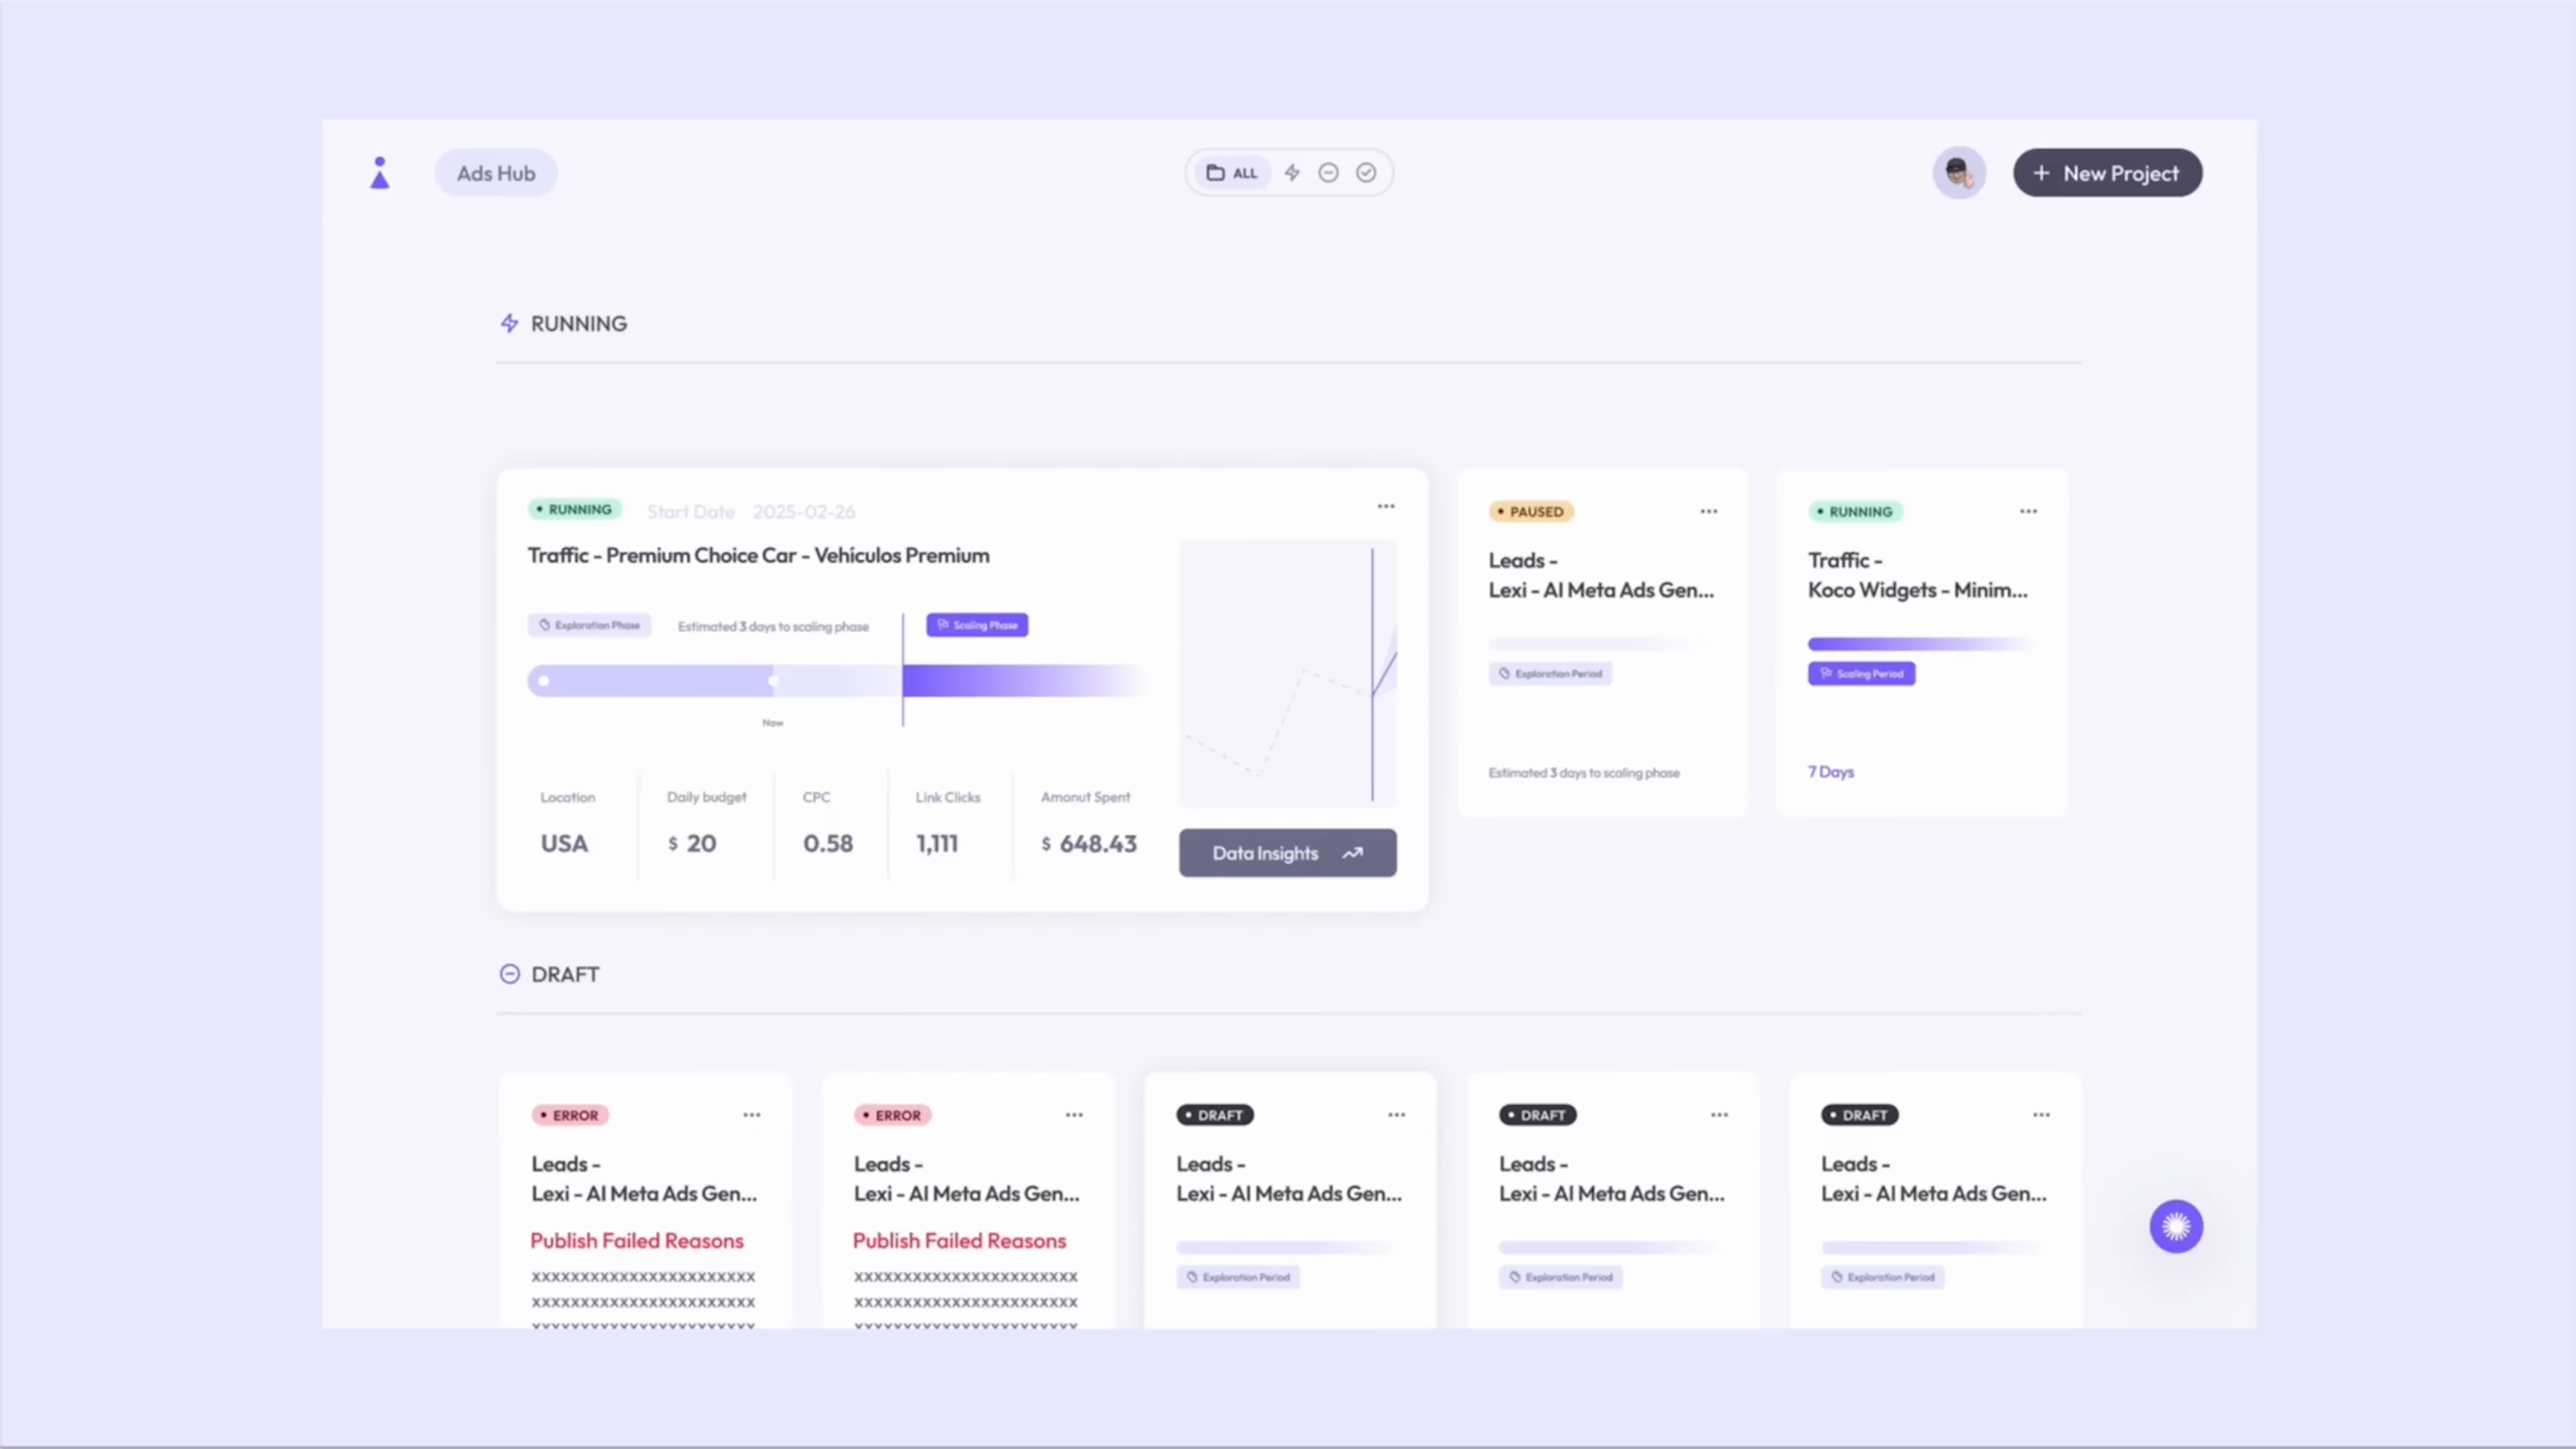 Ads Hub
ALL
+ New Project
RUNNING
RUNNING
Start Date 2025-02-26
Traffic - Premium Choice Car - Vehículos Premium
Exploration Phase
Estimated 3 days to scaling phase
Scaling Phase
Now
Location
Daily budget
CPC
Link Clicks
Amonut Spent
USA
$ 20
0.58
1,111
$ 648.43
Data Insights
PAUSED
Leads -
Lexi - AI Meta Ads Gen...
Exploration Period
Estimated 3 days to scaling phase
RUNNING
Traffic -
Koco Widgets - Minim...
Scaling Period
7 Days
DRAFT
ERROR
Leads -
Lexi - AI Meta Ads Gen...
Publish Failed Reasons
xxxxxxxxxxxxxxxxxxxxxxx
xxxxxxxxxxxxxxxxxxxxxxx
xxxxxxxxxxxxxxxxxxxxxxx
ERROR
Leads -
Lexi - AI Meta Ads Gen...
Publish Failed Reasons
xxxxxxxxxxxxxxxxxxxxxxx
xxxxxxxxxxxxxxxxxxxxxxx
xxxxxxxxxxxxxxxxxxxxxxx
DRAFT
Leads -
Lexi - AI Meta Ads Gen...
Exploration Period
DRAFT
Leads -
Lexi - AI Meta Ads Gen...
Exploration Period
DRAFT
Leads -
Lexi - AI Meta Ads Gen...
Exploration Period